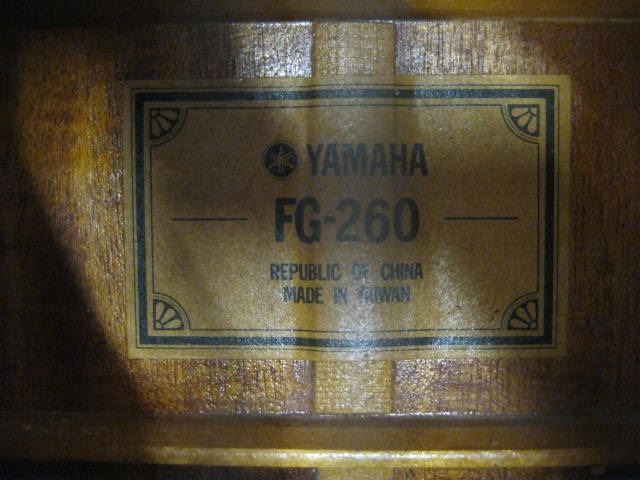 YAMAHA
FG-260
REPUBLIC OF CHINA
MADE IN TAIWAN